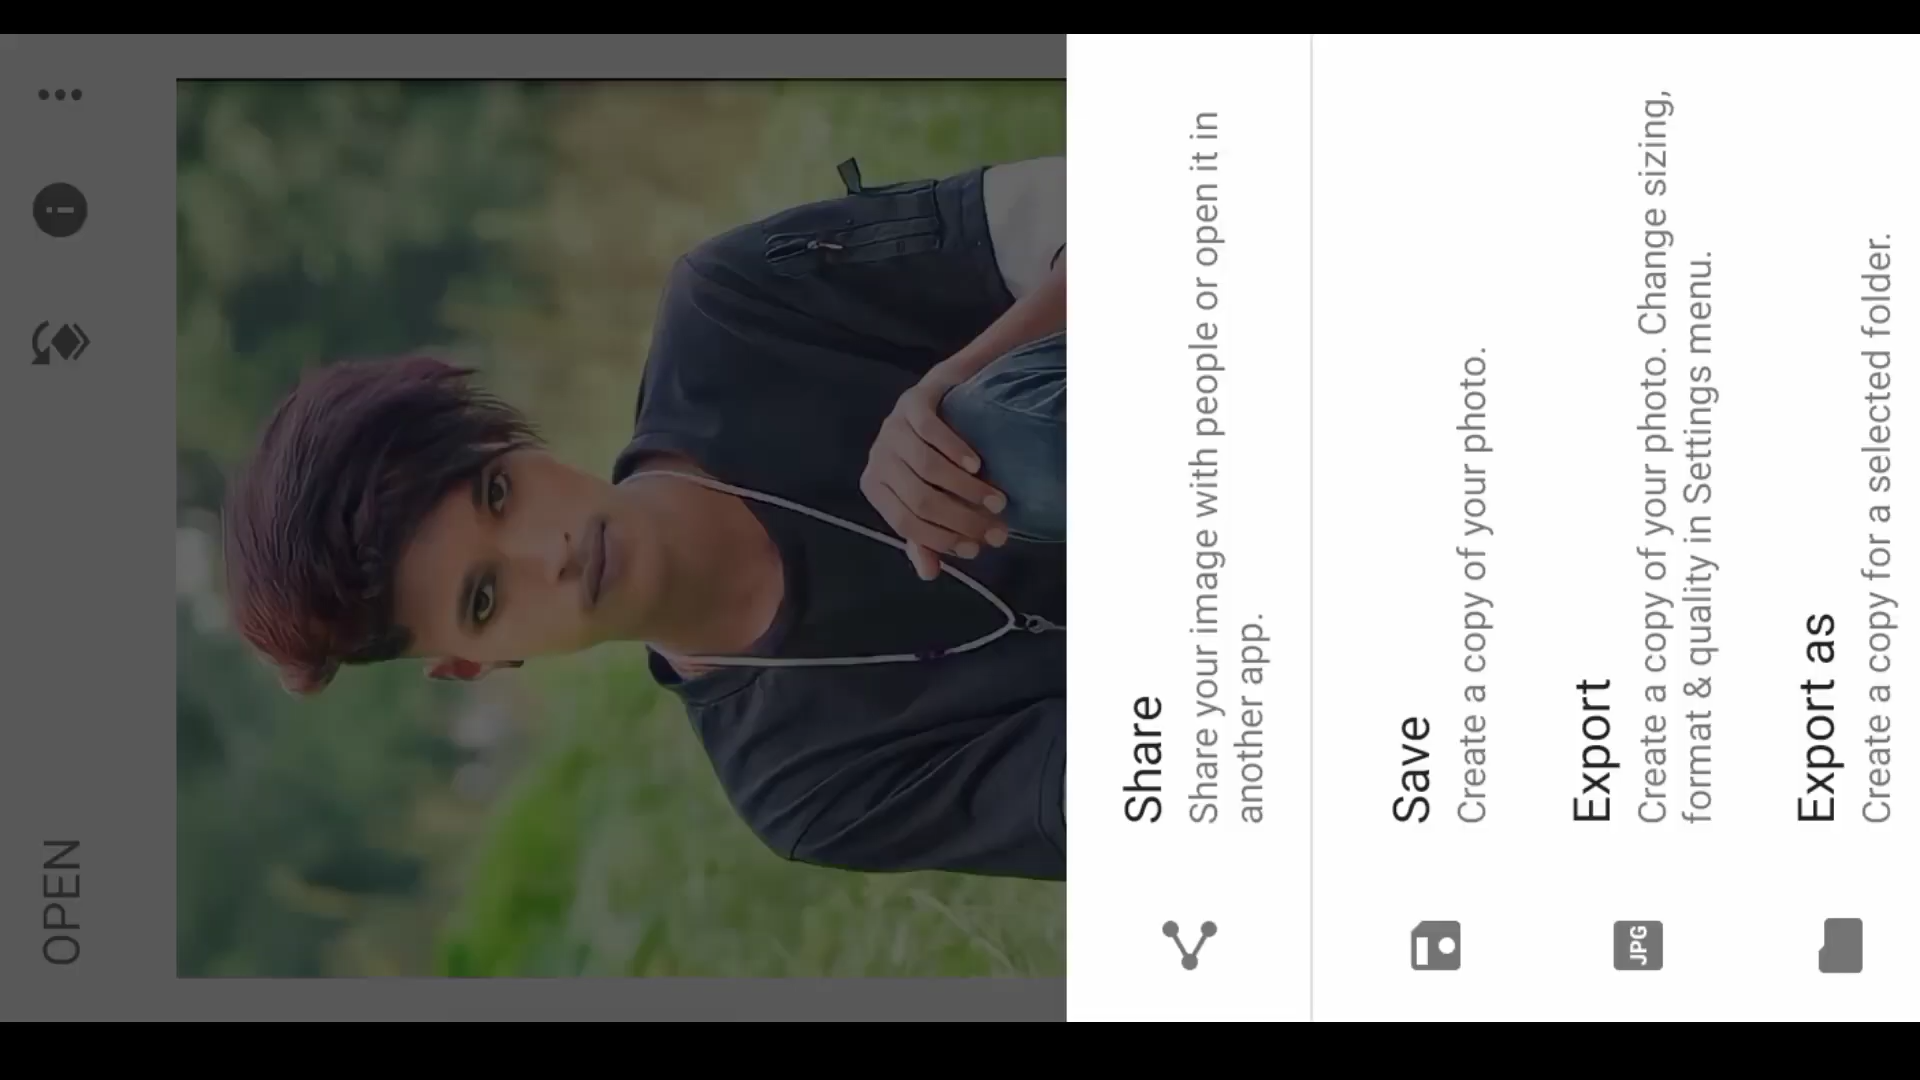 OPEN
Share
Share your image with people or open it in
another app.
Save
Create a copy of your photo.
JPG
Export
Create a copy of your photo. Change sizing,
format & quality in Settings menu.
Export as
Create a copy for a selected folder.